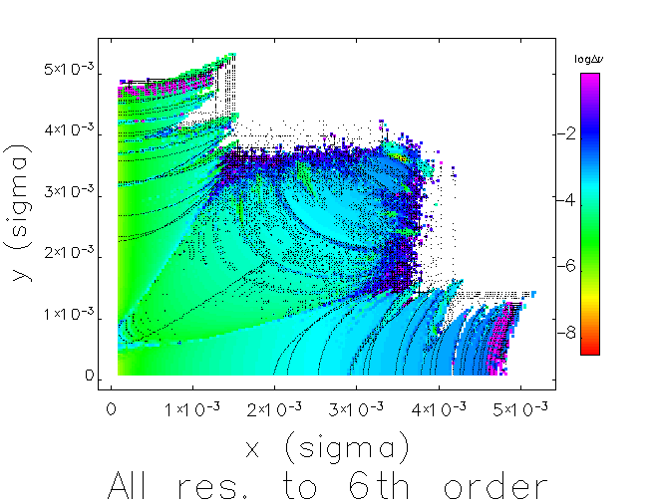 logΔν
5×10⁻³
4×10⁻³
3×10⁻³
2×10⁻³
1×10⁻³
0
y (sigma)
−2
−4
−6
−8
0 1×10⁻³ 2×10⁻³ 3×10⁻³ 4×10⁻³ 5×10⁻³
x (sigma)
All res. to 6th order